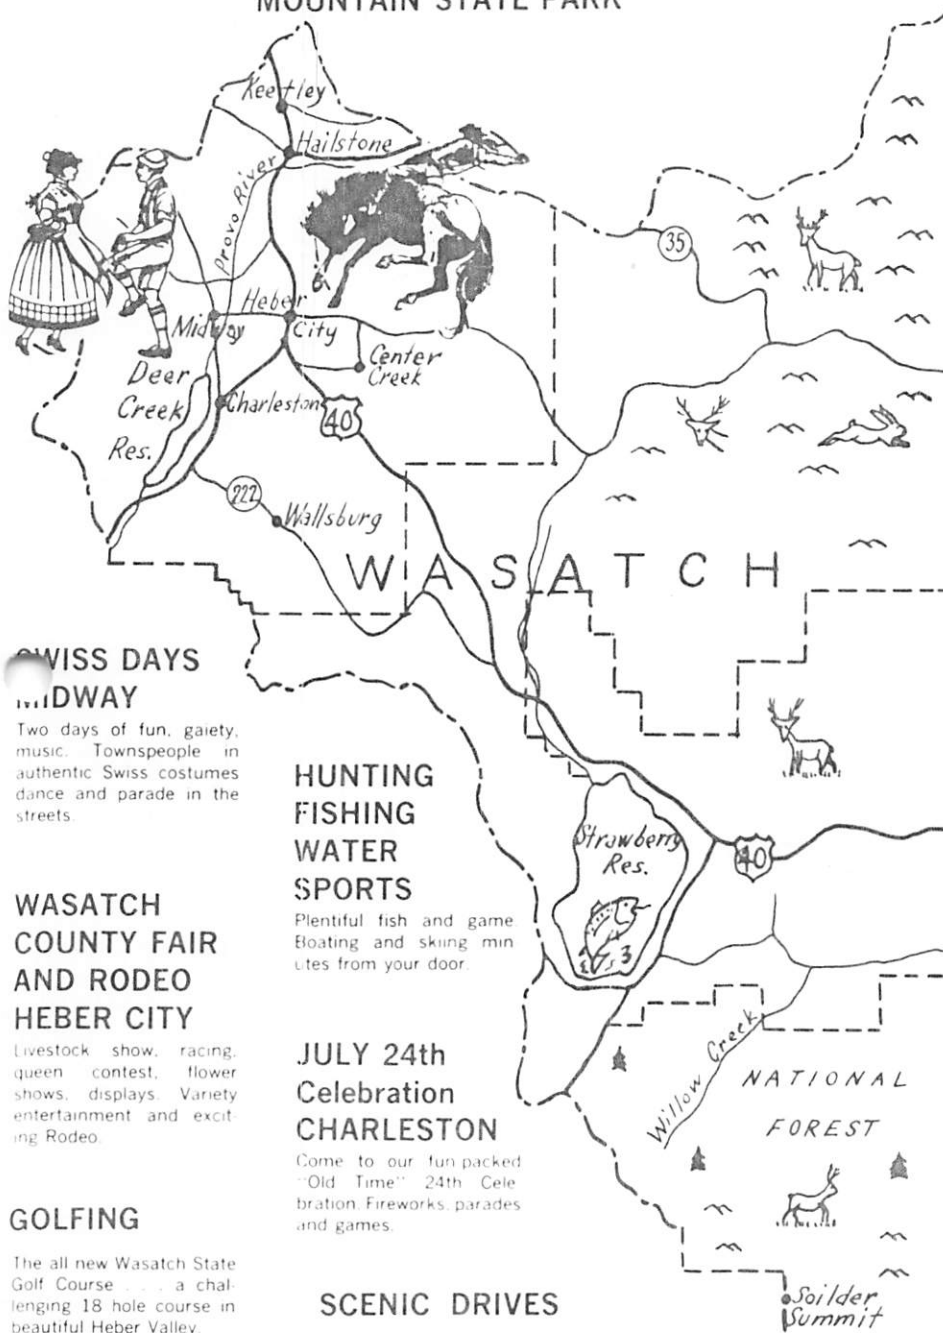 MOUNTAIN STATE PARK
Keetley
Hailstone
Provo River
35
Heber
City
Midway
Center
Creek
Deer
Creek
Res.
Charleston
40
222
Wallsburg
WASATCH
SWISS DAYS
MIDWAY
Two days of fun, gaiety,
music. Townspeople in
authentic Swiss costumes
dance and parade in the
streets.
HUNTING
FISHING
WATER
SPORTS
Plentiful fish and game.
Boating and skiing min
utes from your door.
Strawberry
Res.
40
WASATCH
COUNTY FAIR
AND RODEO
HEBER CITY
Livestock show, racing,
queen contest, flower
shows, displays. Variety
entertainment and excit-
ing Rodeo.
JULY 24th
Celebration
CHARLESTON
Come to our fun packed
"Old Time" 24th Cele
bration. Fireworks, parades
and games.
Willow Creek
NATIONAL
FOREST
GOLFING
The all new Wasatch State
Golf Course . . . a chal-
lenging 18 hole course in
beautiful Heber Valley.
SCENIC DRIVES
Soilder
Summit